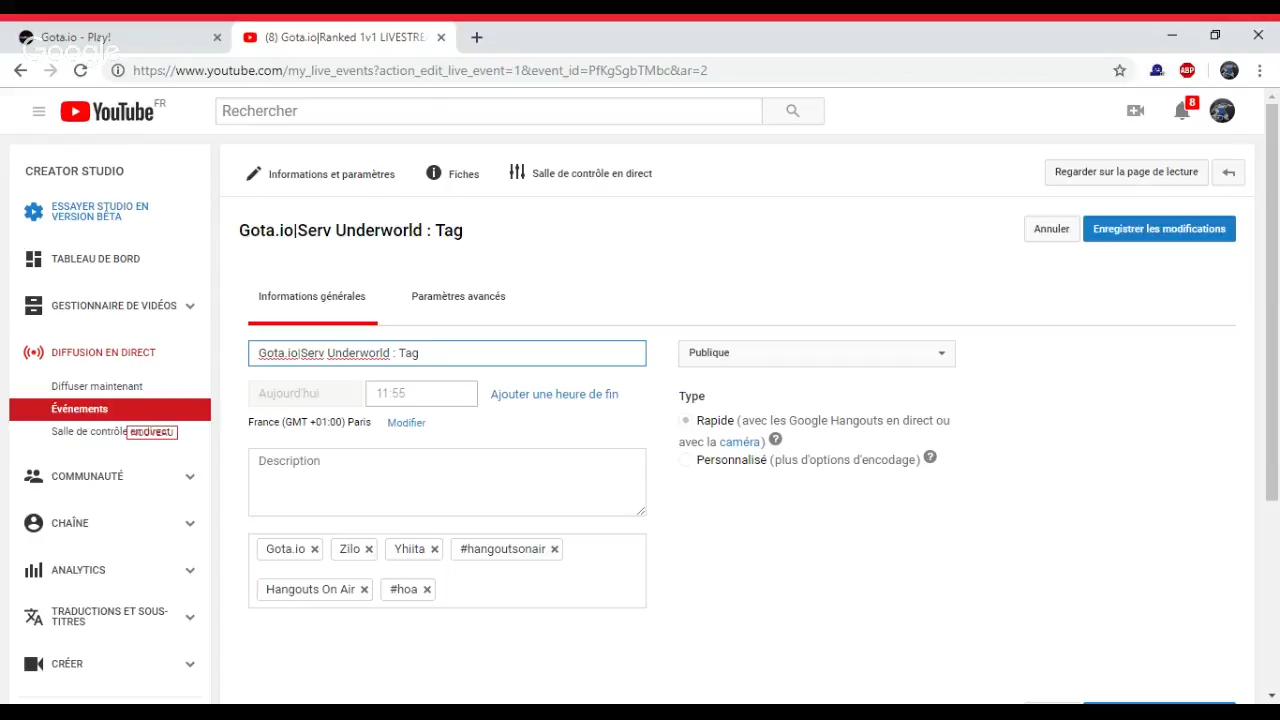 Gota.io - Play!
(8) Gota.io|Ranked 1v1 LIVESTRE
Google
https://www.youtube.com/my_live_events?action_edit_live_event=1&event_id=PfKgSgbTMbc&ar=2
ABP
YouTube FR
Rechercher
8
CREATOR STUDIO
ESSAYER STUDIO EN
VERSION BÊTA
TABLEAU DE BORD
GESTIONNAIRE DE VIDÉOS
DIFFUSION EN DIRECT
Diffuser maintenant
Événements
Salle de contrôle en direct NOUVEAU
COMMUNAUTÉ
CHAÎNE
ANALYTICS
TRADUCTIONS ET SOUS-
TITRES
CRÉER
Informations et paramètres
Fiches
Salle de contrôle en direct
Regarder sur la page de lecture
Gota.io|Serv Underworld : Tag
Annuler
Enregistrer les modifications
Informations générales
Paramètres avancés
Gota.io|Serv Underworld : Tag
Aujourd'hui
11:55
Ajouter une heure de fin
France (GMT +01:00) Paris
Modifier
Description
Gota.io
Zilo
Yhiita
#hangoutsonair
Hangouts On Air
#hoa
Publique
Type
Rapide (avec les Google Hangouts en direct ou
avec la caméra)
Personnalisé (plus d'options d'encodage)